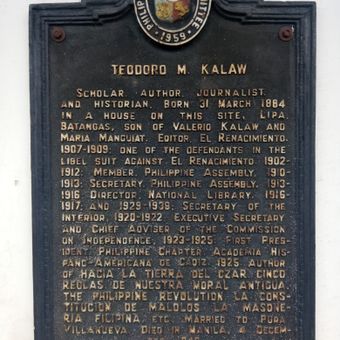 PHILIP
MITTEE
1959
TEODORO M. KALAW
SCHOLAR, AUTHOR, JOURNALIST,
AND HISTORIAN, BORN 31 MARCH 1884
IN A HOUSE ON THIS SITE, LIPA,
BATANGAS, SON OF VALERIO KALAW AND
MARIA MANGUIAT. EDITOR, EL RENACIMIENTO,
1907-1909; ONE OF THE DEFENDANTS IN THE
LIBEL SUIT AGAINST EL RENACIMIENTO, 1902-
1912; MEMBER, PHILIPPINE ASSEMBLY, 1910-
1913; SECRETARY, PHILIPPINE ASSEMBLY, 1913-
1916; DIRECTOR, NATIONAL LIBRARY, 1916-
1917; AND 1929-1938; SECRETARY OF THE
INTERIOR, 1920-1922. EXECUTIVE SECRETARY
AND CHIEF ADVISER OF THE COMMISSION
ON INDEPENDENCE, 1923-1925; FIRST PRES-
IDENT, PHILIPPINE CHAPTER, ACADEMIA HIS-
PANO-AMERICANA DE CADIZ, 1925. AUTHOR
OF HACIA LA TIERRA DEL CZAR, CINCO
REGLAS DE NUESTRA MORAL ANTIGUA,
THE PHILIPPINE REVOLUTION, LA CONS-
TITUCION DE MALOLOS, LA MASONE-
RIA FILIPINA, ETC. MARRIED TO PURA
VILLANUEVA. DIED IN MANILA, 4 DECEM-